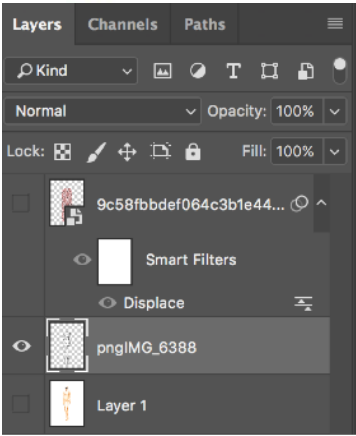 Layers Channels Paths
Kind
Normal Opacity: 100%
Lock: Fill: 100%
9c58fbbdef064c3b1e44...
Smart Filters
Displace
pngIMG_6388
Layer 1